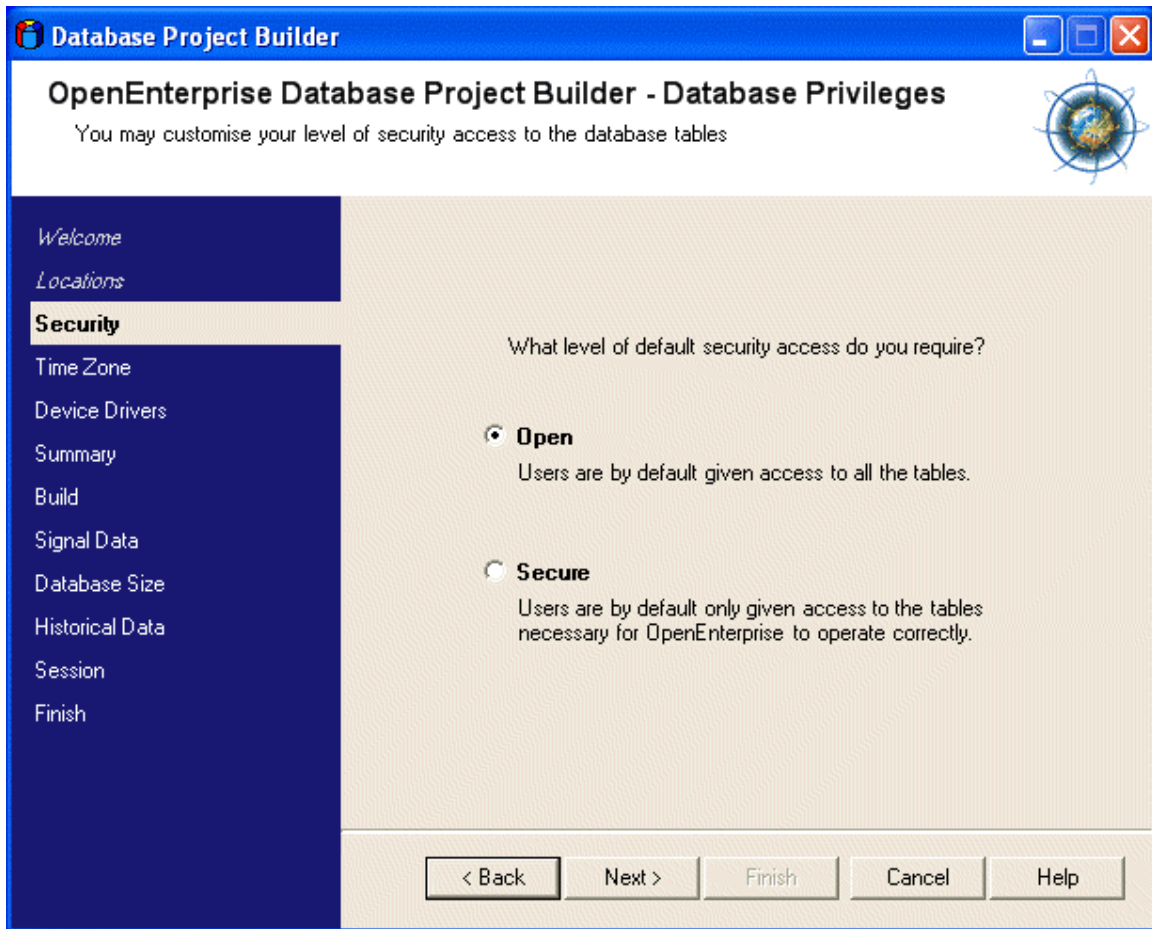 Database Project Builder
OpenEnterprise Database Project Builder - Database Privileges
You may customise your level of security access to the database tables
Welcome
Locations
Security
Time Zone
Device Drivers
Summary
Build
Signal Data
Database Size
Historical Data
Session
Finish
What level of default security access do you require?
Open
Users are by default given access to all the tables.
Secure
Users are by default only given access to the tables
necessary for OpenEnterprise to operate correctly.
< Back
Next >
Finish
Cancel
Help